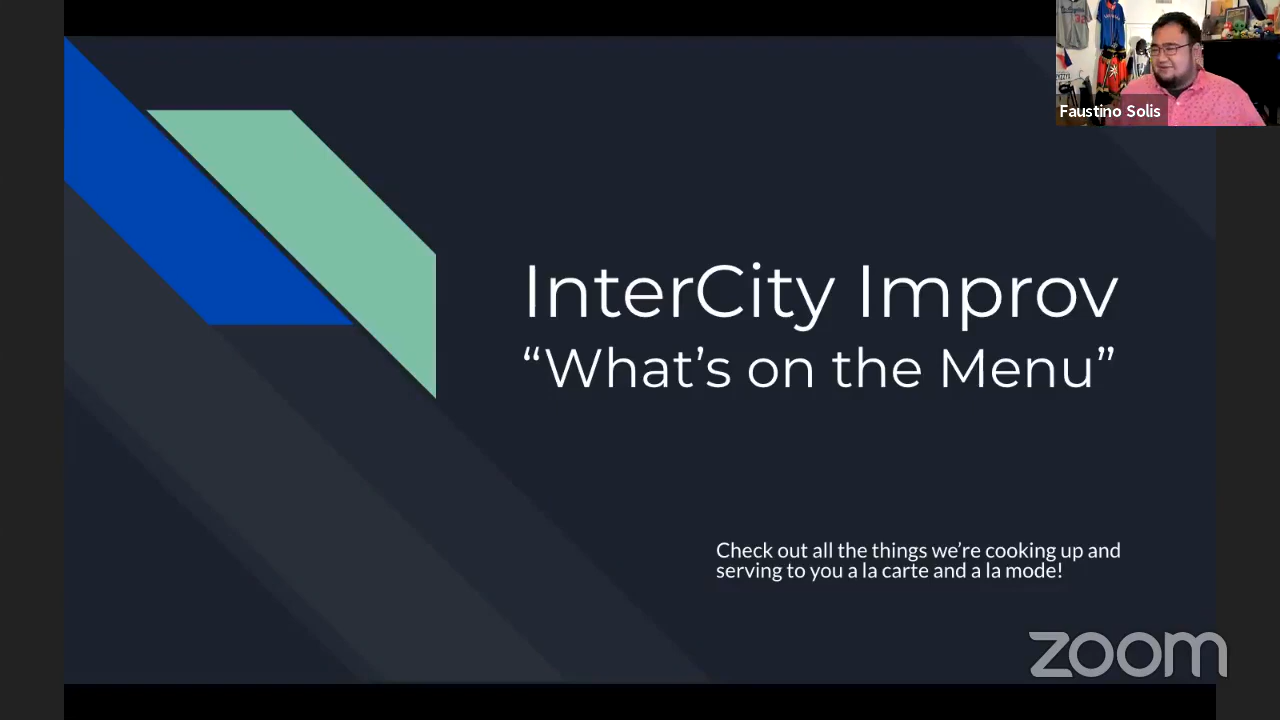 Faustino Solis
InterCity Improv
“What’s on the Menu”
Check out all the things we’re cooking up and
serving to you a la carte and a la mode!
zoom